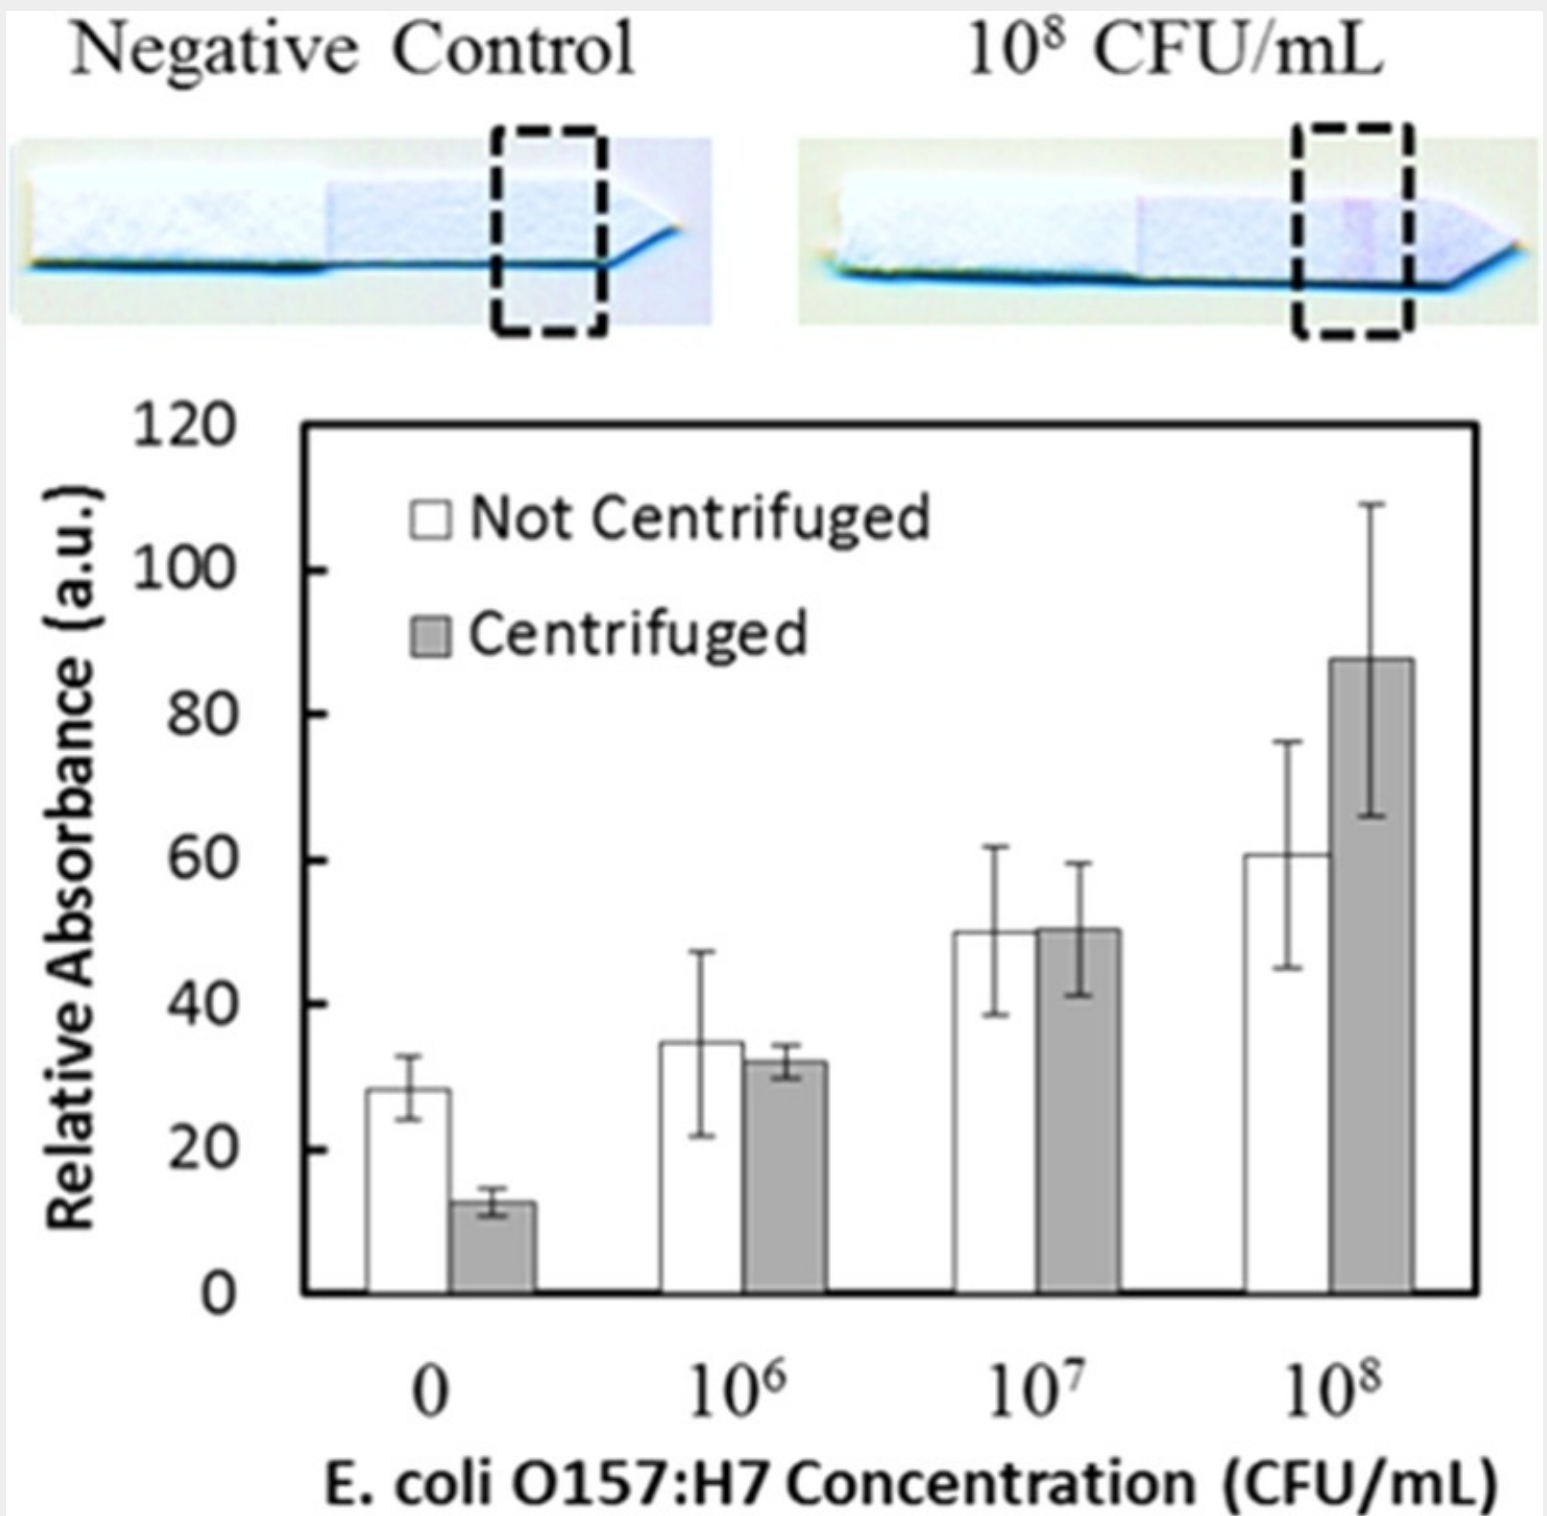 Negative Control
10⁸ CFU/mL
120
100
80
60
40
20
0
Relative Absorbance (a.u.)
Not Centrifuged
Centrifuged
0
10⁶
10⁷
10⁸
E. coli O157:H7 Concentration (CFU/mL)